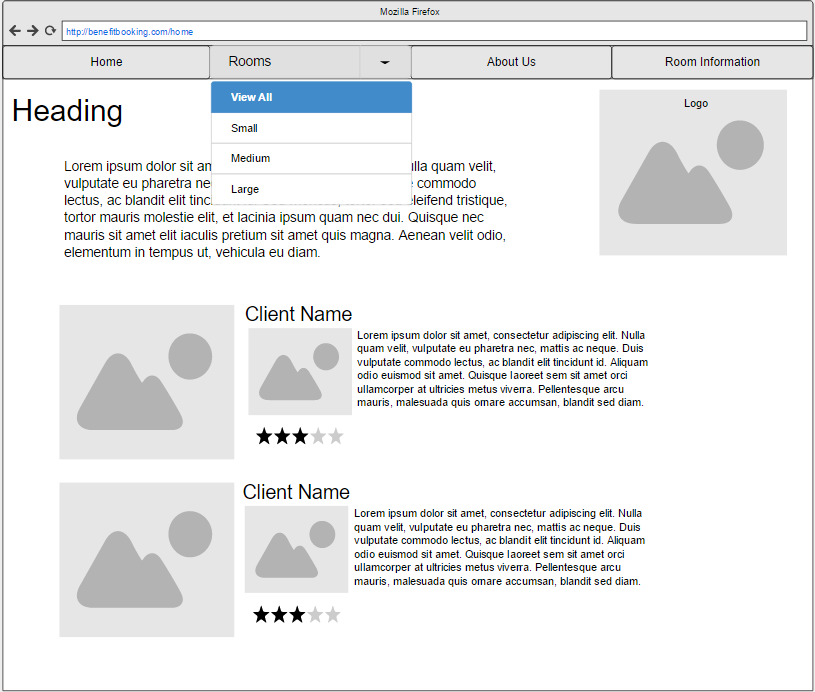 Mozilla Firefox
http://benefitbooking.com/home
Home
Rooms
About Us
Room Information
View All
Small
Medium
Large
Heading
Logo
Lorem ipsum dolor sit am ulla quam velit,
vulputate eu pharetra ne commodo
lectus, ac blandit elit tinc eleifend tristique,
tortor mauris molestie elit, et lacinia ipsum quam nec dui. Quisque nec
mauris sit amet elit iaculis pretium sit amet quis magna. Aenean velit odio,
elementum in tempus ut, vehicula eu diam.
Client Name
Lorem ipsum dolor sit amet, consectetur adipiscing elit. Nulla
quam velit, vulputate eu pharetra nec, mattis ac neque. Duis
vulputate commodo lectus, ac blandit elit tincidunt id. Aliquam
odio euismod sit amet. Quisque laoreet sem sit amet orci
ullamcorper at ultricies metus viverra. Pellentesque arcu
mauris, malesuada quis ornare accumsan, blandit sed diam.
Client Name
Lorem ipsum dolor sit amet, consectetur adipiscing elit. Nulla
quam velit, vulputate eu pharetra nec, mattis ac neque. Duis
vulputate commodo lectus, ac blandit elit tincidunt id. Aliquam
odio euismod sit amet. Quisque laoreet sem sit amet orci
ullamcorper at ultricies metus viverra. Pellentesque arcu
mauris, malesuada quis ornare accumsan, blandit sed diam.